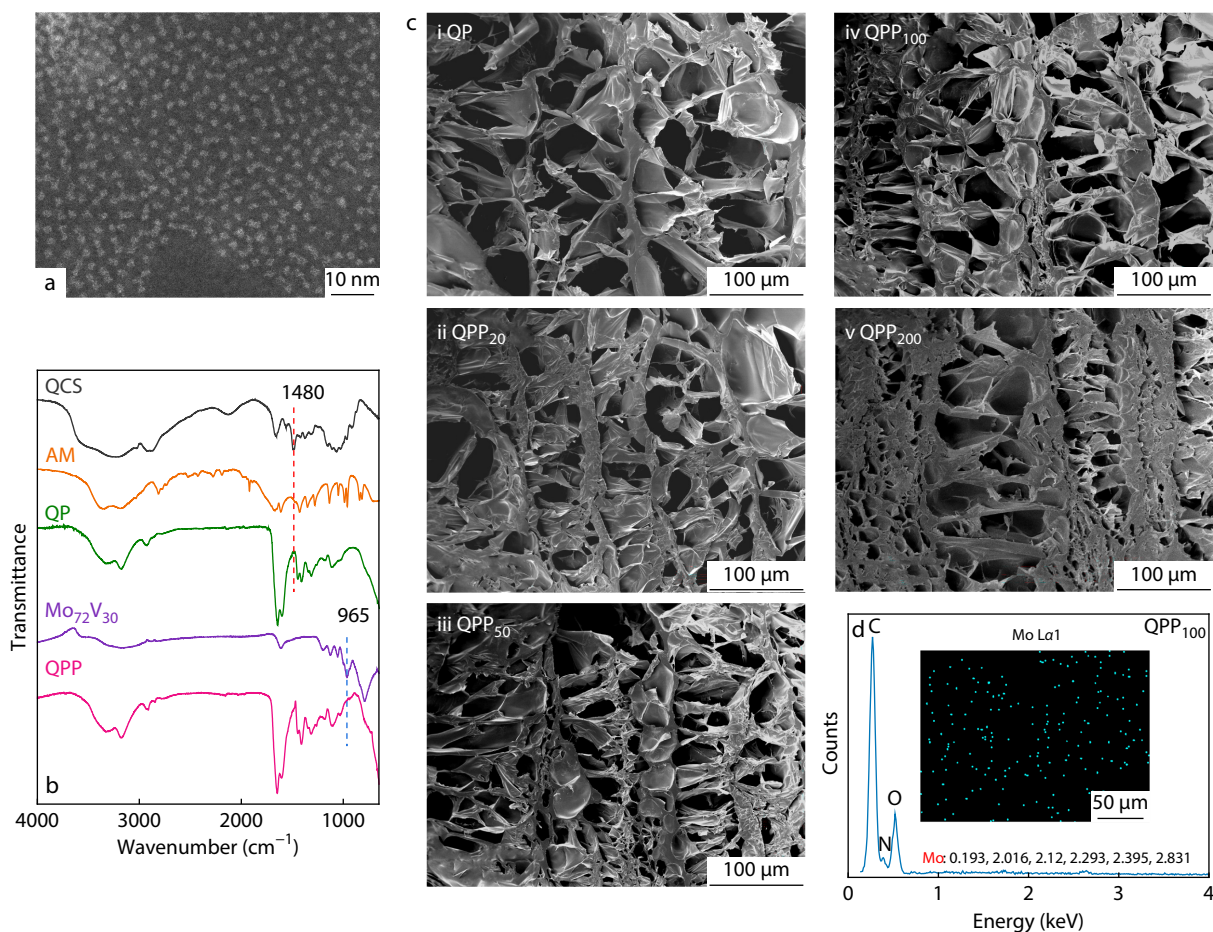 a
10 nm
c
i QP
100 µm
ii QPP₂₀
100 µm
iii QPP₅₀
100 µm
iv QPP₁₀₀
100 µm
v QPP₂₀₀
100 µm
QCS
1480
AM
QP
Mo₇₂V₃₀
965
QPP
b
Transmittance
4000 3000 2000 1000
Wavenumber (cm⁻¹)
d
C
Mo Lα1
QPP₁₀₀
50 µm
O
N
Mo: 0.193, 2.016, 2.12, 2.293, 2.395, 2.831
Counts
0 1 2 3 4
Energy (keV)